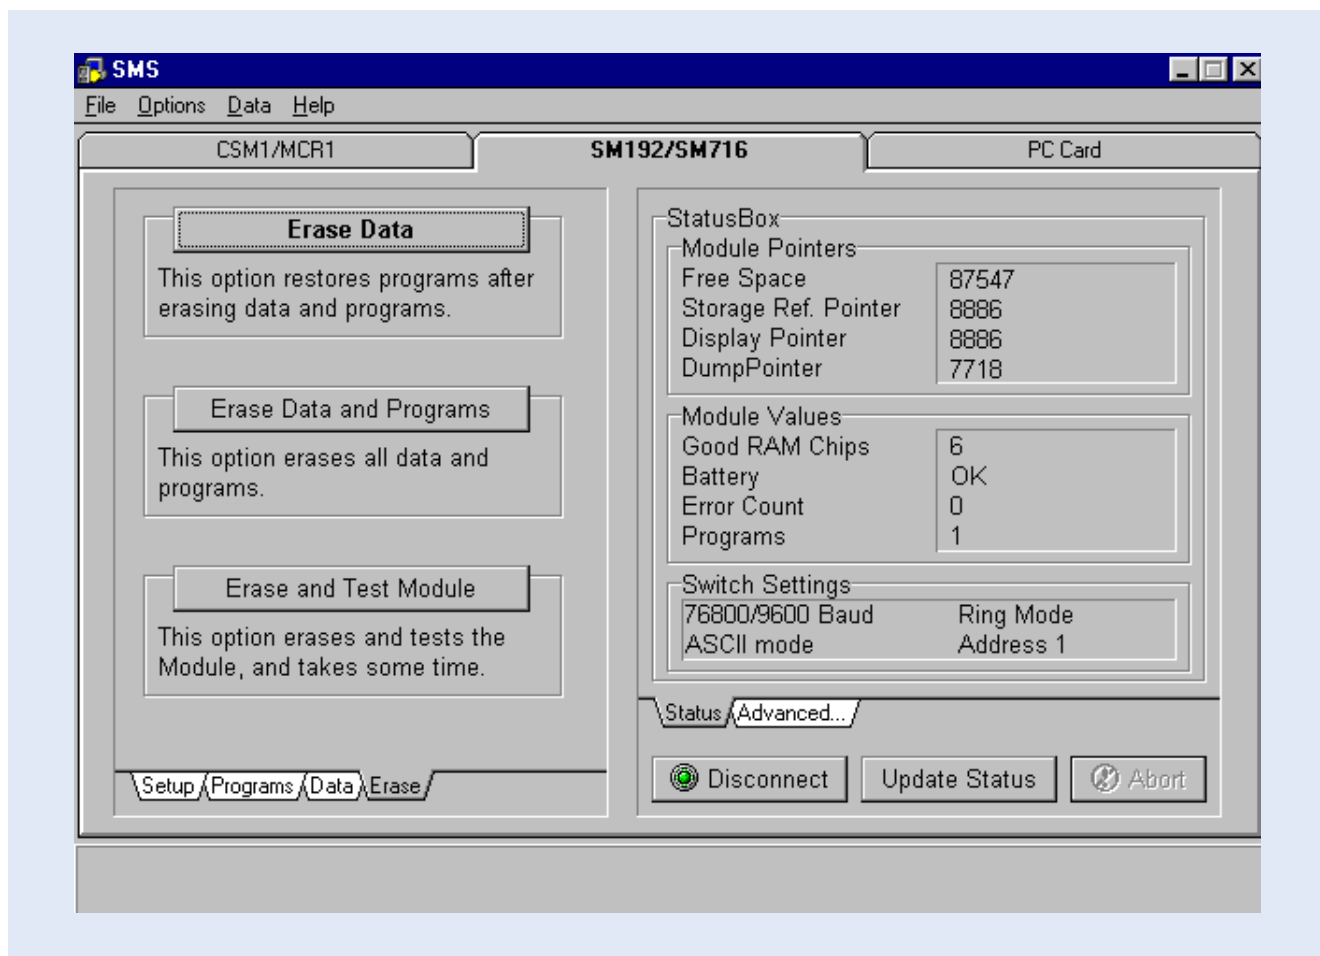 SMS
File Options Data Help
CSM1/MCR1 SM192/SM716 PC Card
Erase Data
This option restores programs after
erasing data and programs.
Erase Data and Programs
This option erases all data and
programs.
Erase and Test Module
This option erases and tests the
Module, and takes some time.
Setup Programs Data Erase
StatusBox
Module Pointers
Free Space 87547
Storage Ref. Pointer 8886
Display Pointer 8886
DumpPointer 7718
Module Values
Good RAM Chips 6
Battery OK
Error Count 0
Programs 1
Switch Settings
76800/9600 Baud Ring Mode
ASCII mode Address 1
Status Advanced...
Disconnect Update Status Abort